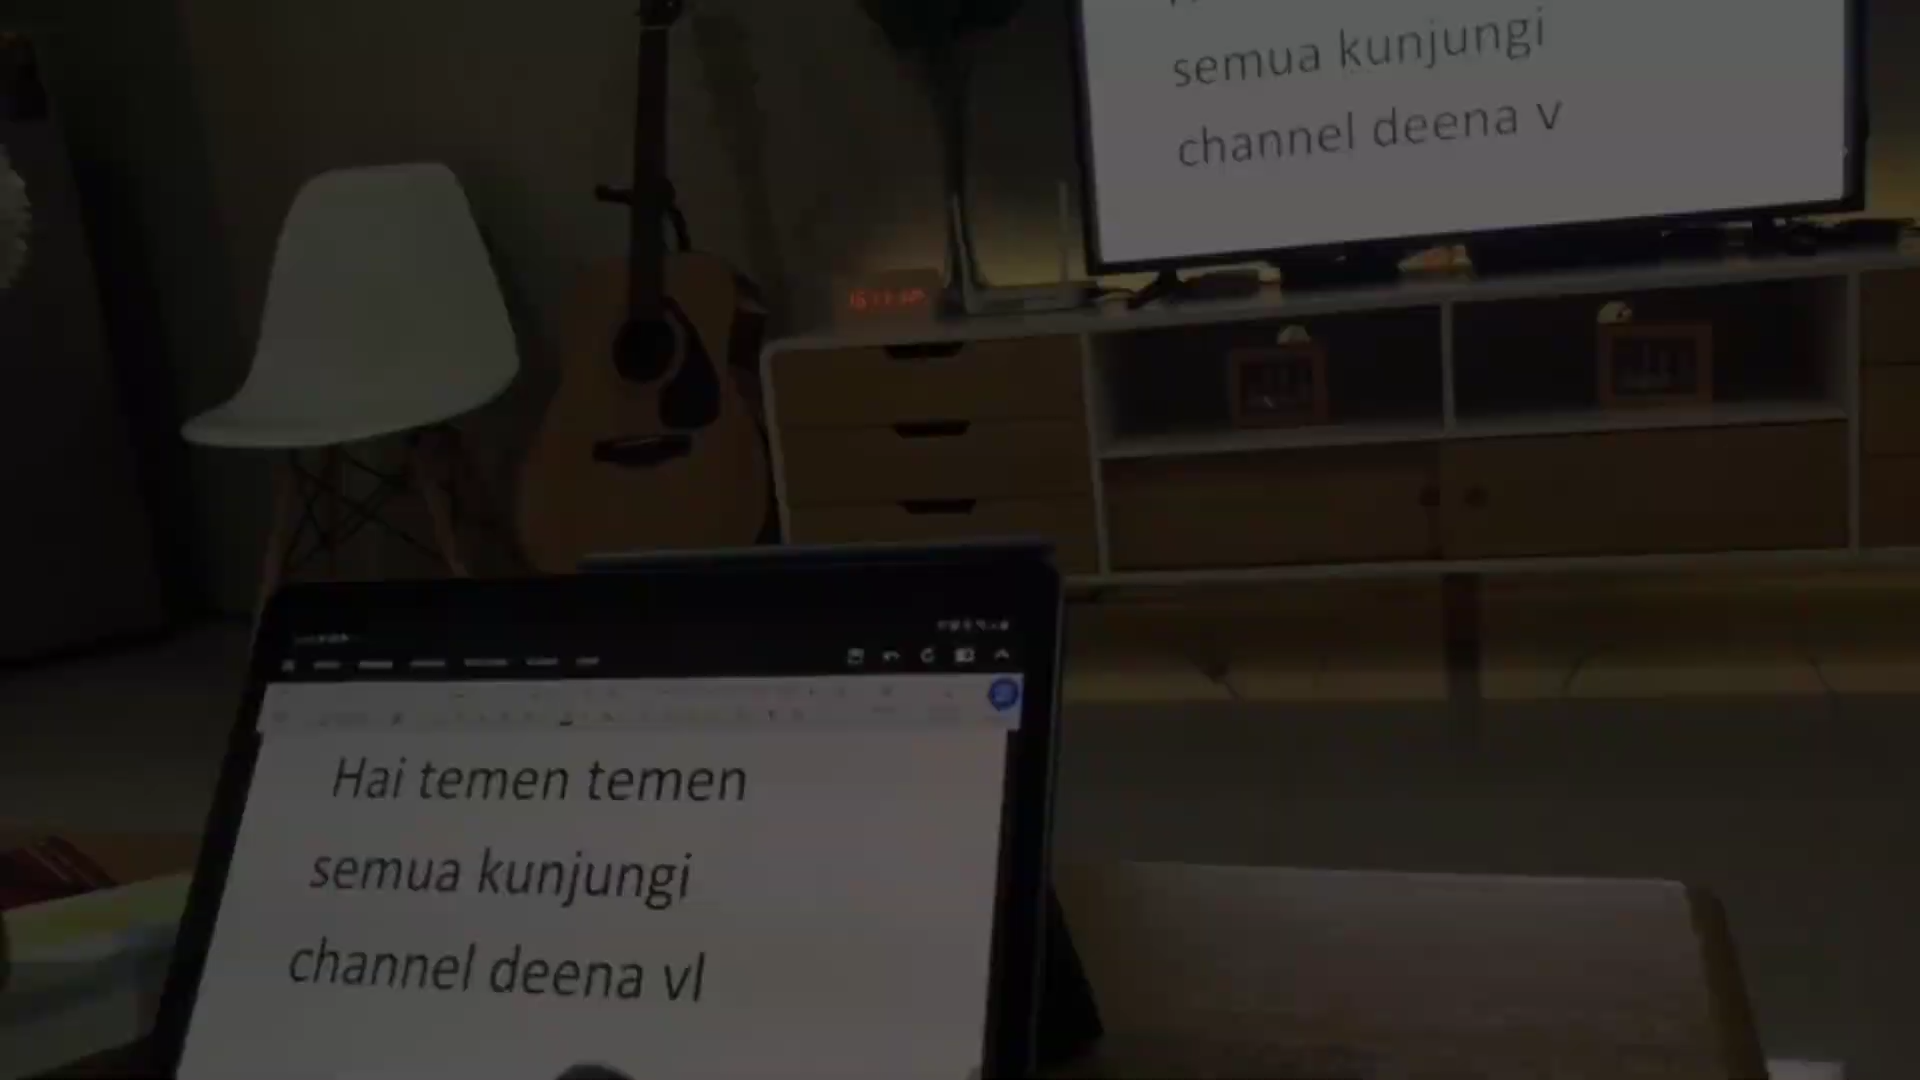 semua kunjungi
channel deena v
Hai temen temen
semua kunjungi
channel deena vl